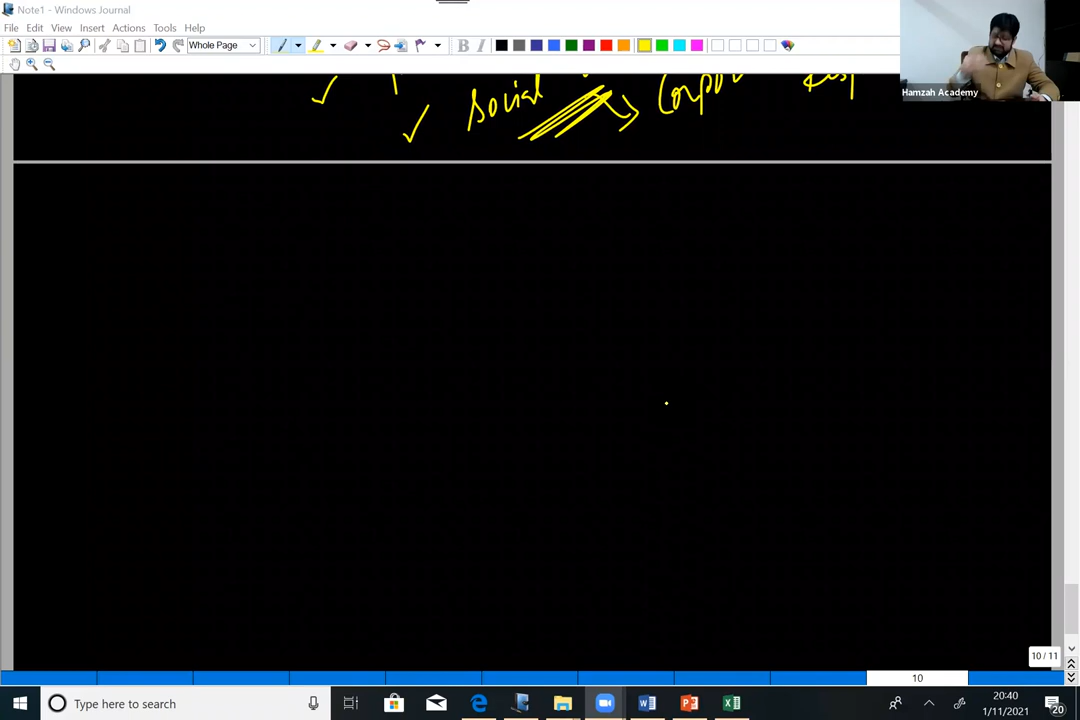 Note1 - Windows Journal
File Edit View Insert Actions Tools Help
Whole Page
B I
Hamzah Academy
✓
✓ Social
10 / 11
10
Type here to search
20:40
1/11/2021
20